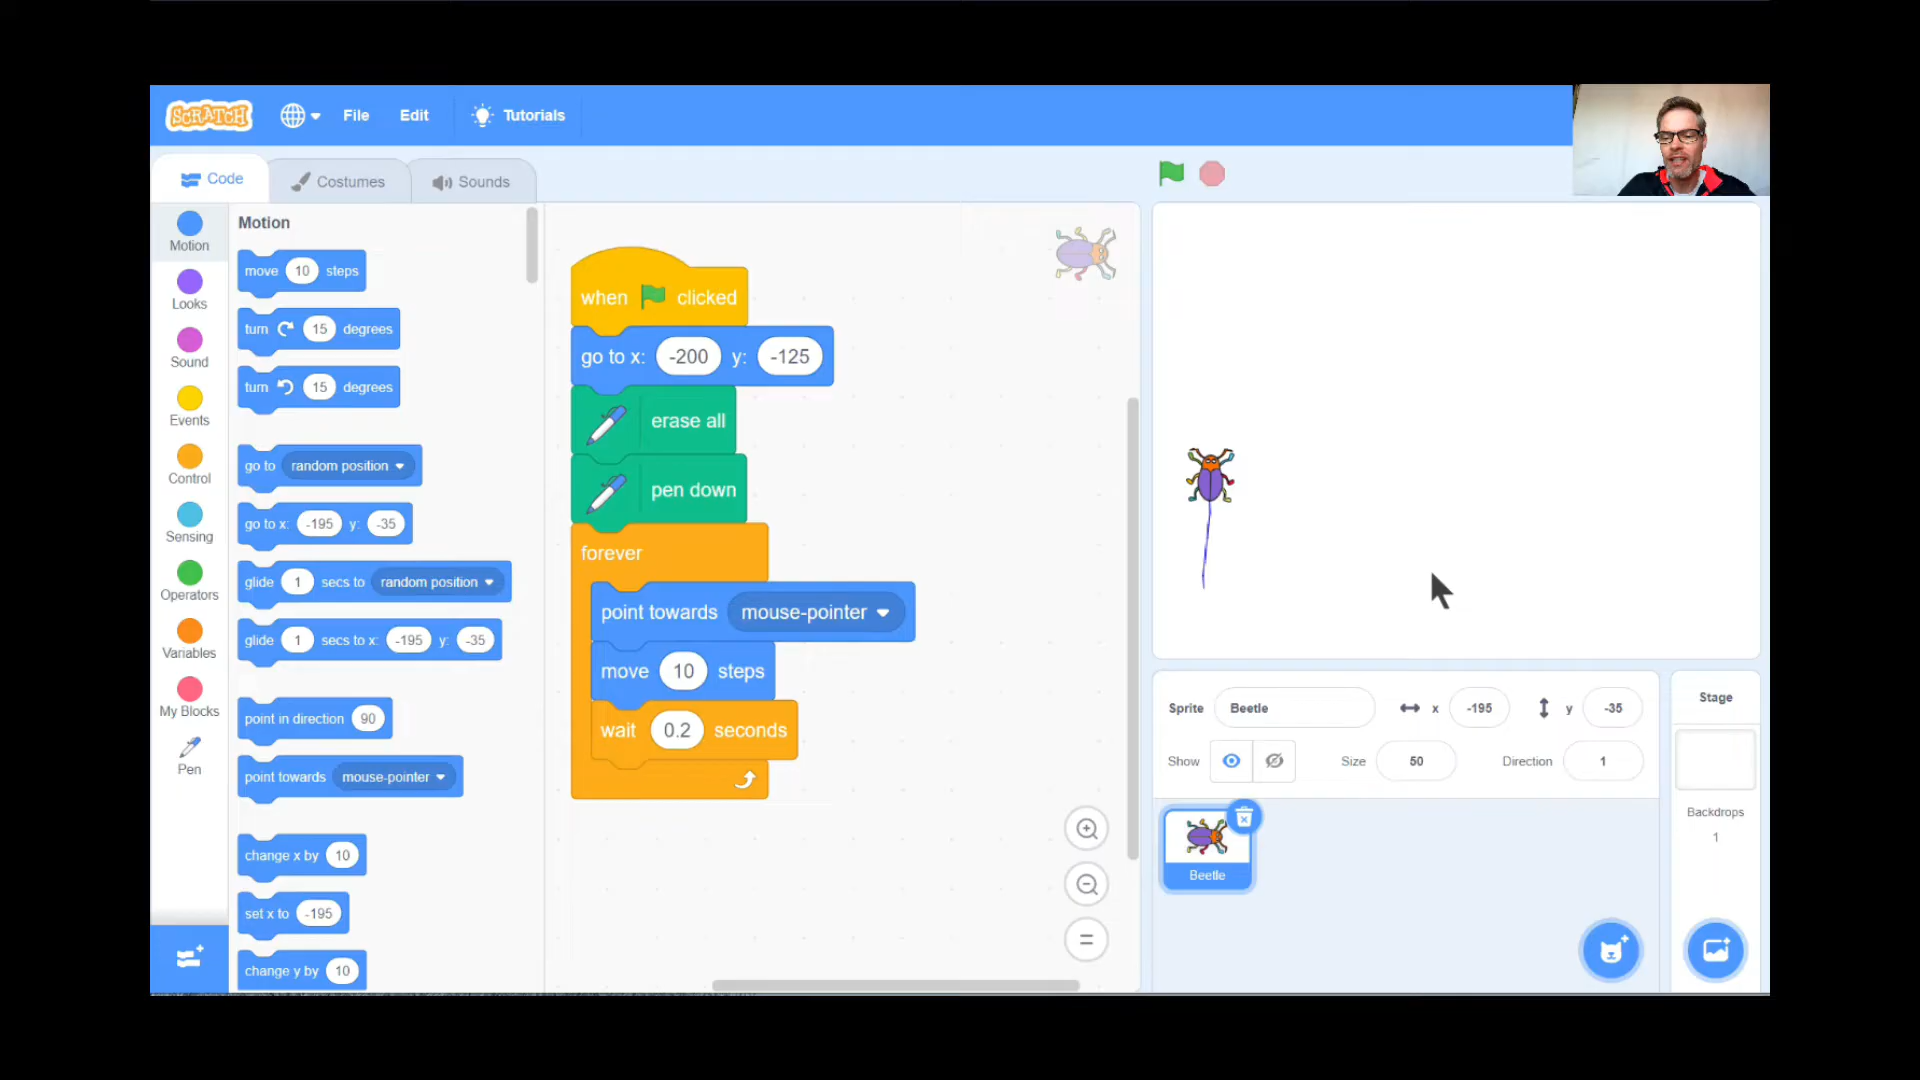 SCRATCH File Edit Tutorials
Code Costumes Sounds
Motion
Looks
Sound
Events
Control
Sensing
Operators
Variables
My Blocks
Pen
Motion
move 10 steps
turn 15 degrees
turn 15 degrees
go to random position
go to x: -195 y: -35
glide 1 secs to random position
glide 1 secs to x: -195 y: -35
point in direction 90
point towards mouse-pointer
change x by 10
set x to -195
change y by 10
when clicked
go to x: -200 y: -125
erase all
pen down
forever
point towards mouse-pointer
move 10 steps
wait 0.2 seconds
Sprite Beetle x -195 y -35
Show Size 50 Direction 1
Beetle
Stage
Backdrops
1